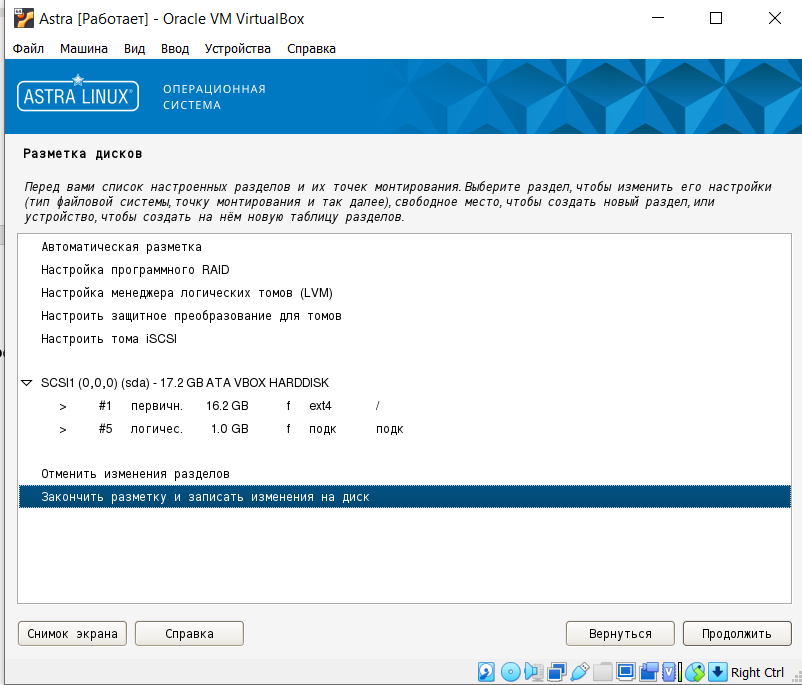 Astra [Работает] - Oracle VM VirtualBox
Файл Машина Вид Ввод Устройства Справка
ASTRA LINUX®
ОПЕРАЦИОННАЯ
СИСТЕМА
Разметка дисков
Перед вами список настроенных разделов и их точек монтирования. Выберите раздел, чтобы изменить его настройки
(тип файловой системы, точку монтирования и так далее), свободное место, чтобы создать новый раздел, или
устройство, чтобы создать на нём новую таблицу разделов.
Автоматическая разметка
Настройка программного RAID
Настройка менеджера логических томов (LVM)
Настроить защитное преобразование для томов
Настроить тома iSCSI
SCSI1 (0,0,0) (sda) - 17.2 GB ATA VBOX HARDDISK
> #1 первичн. 16.2 GB f ext4 /
> #5 логичес. 1.0 GB f подк подк
Отменить изменения разделов
Закончить разметку и записать изменения на диск
Снимок экрана Справка Вернуться Продолжить
Right Ctrl